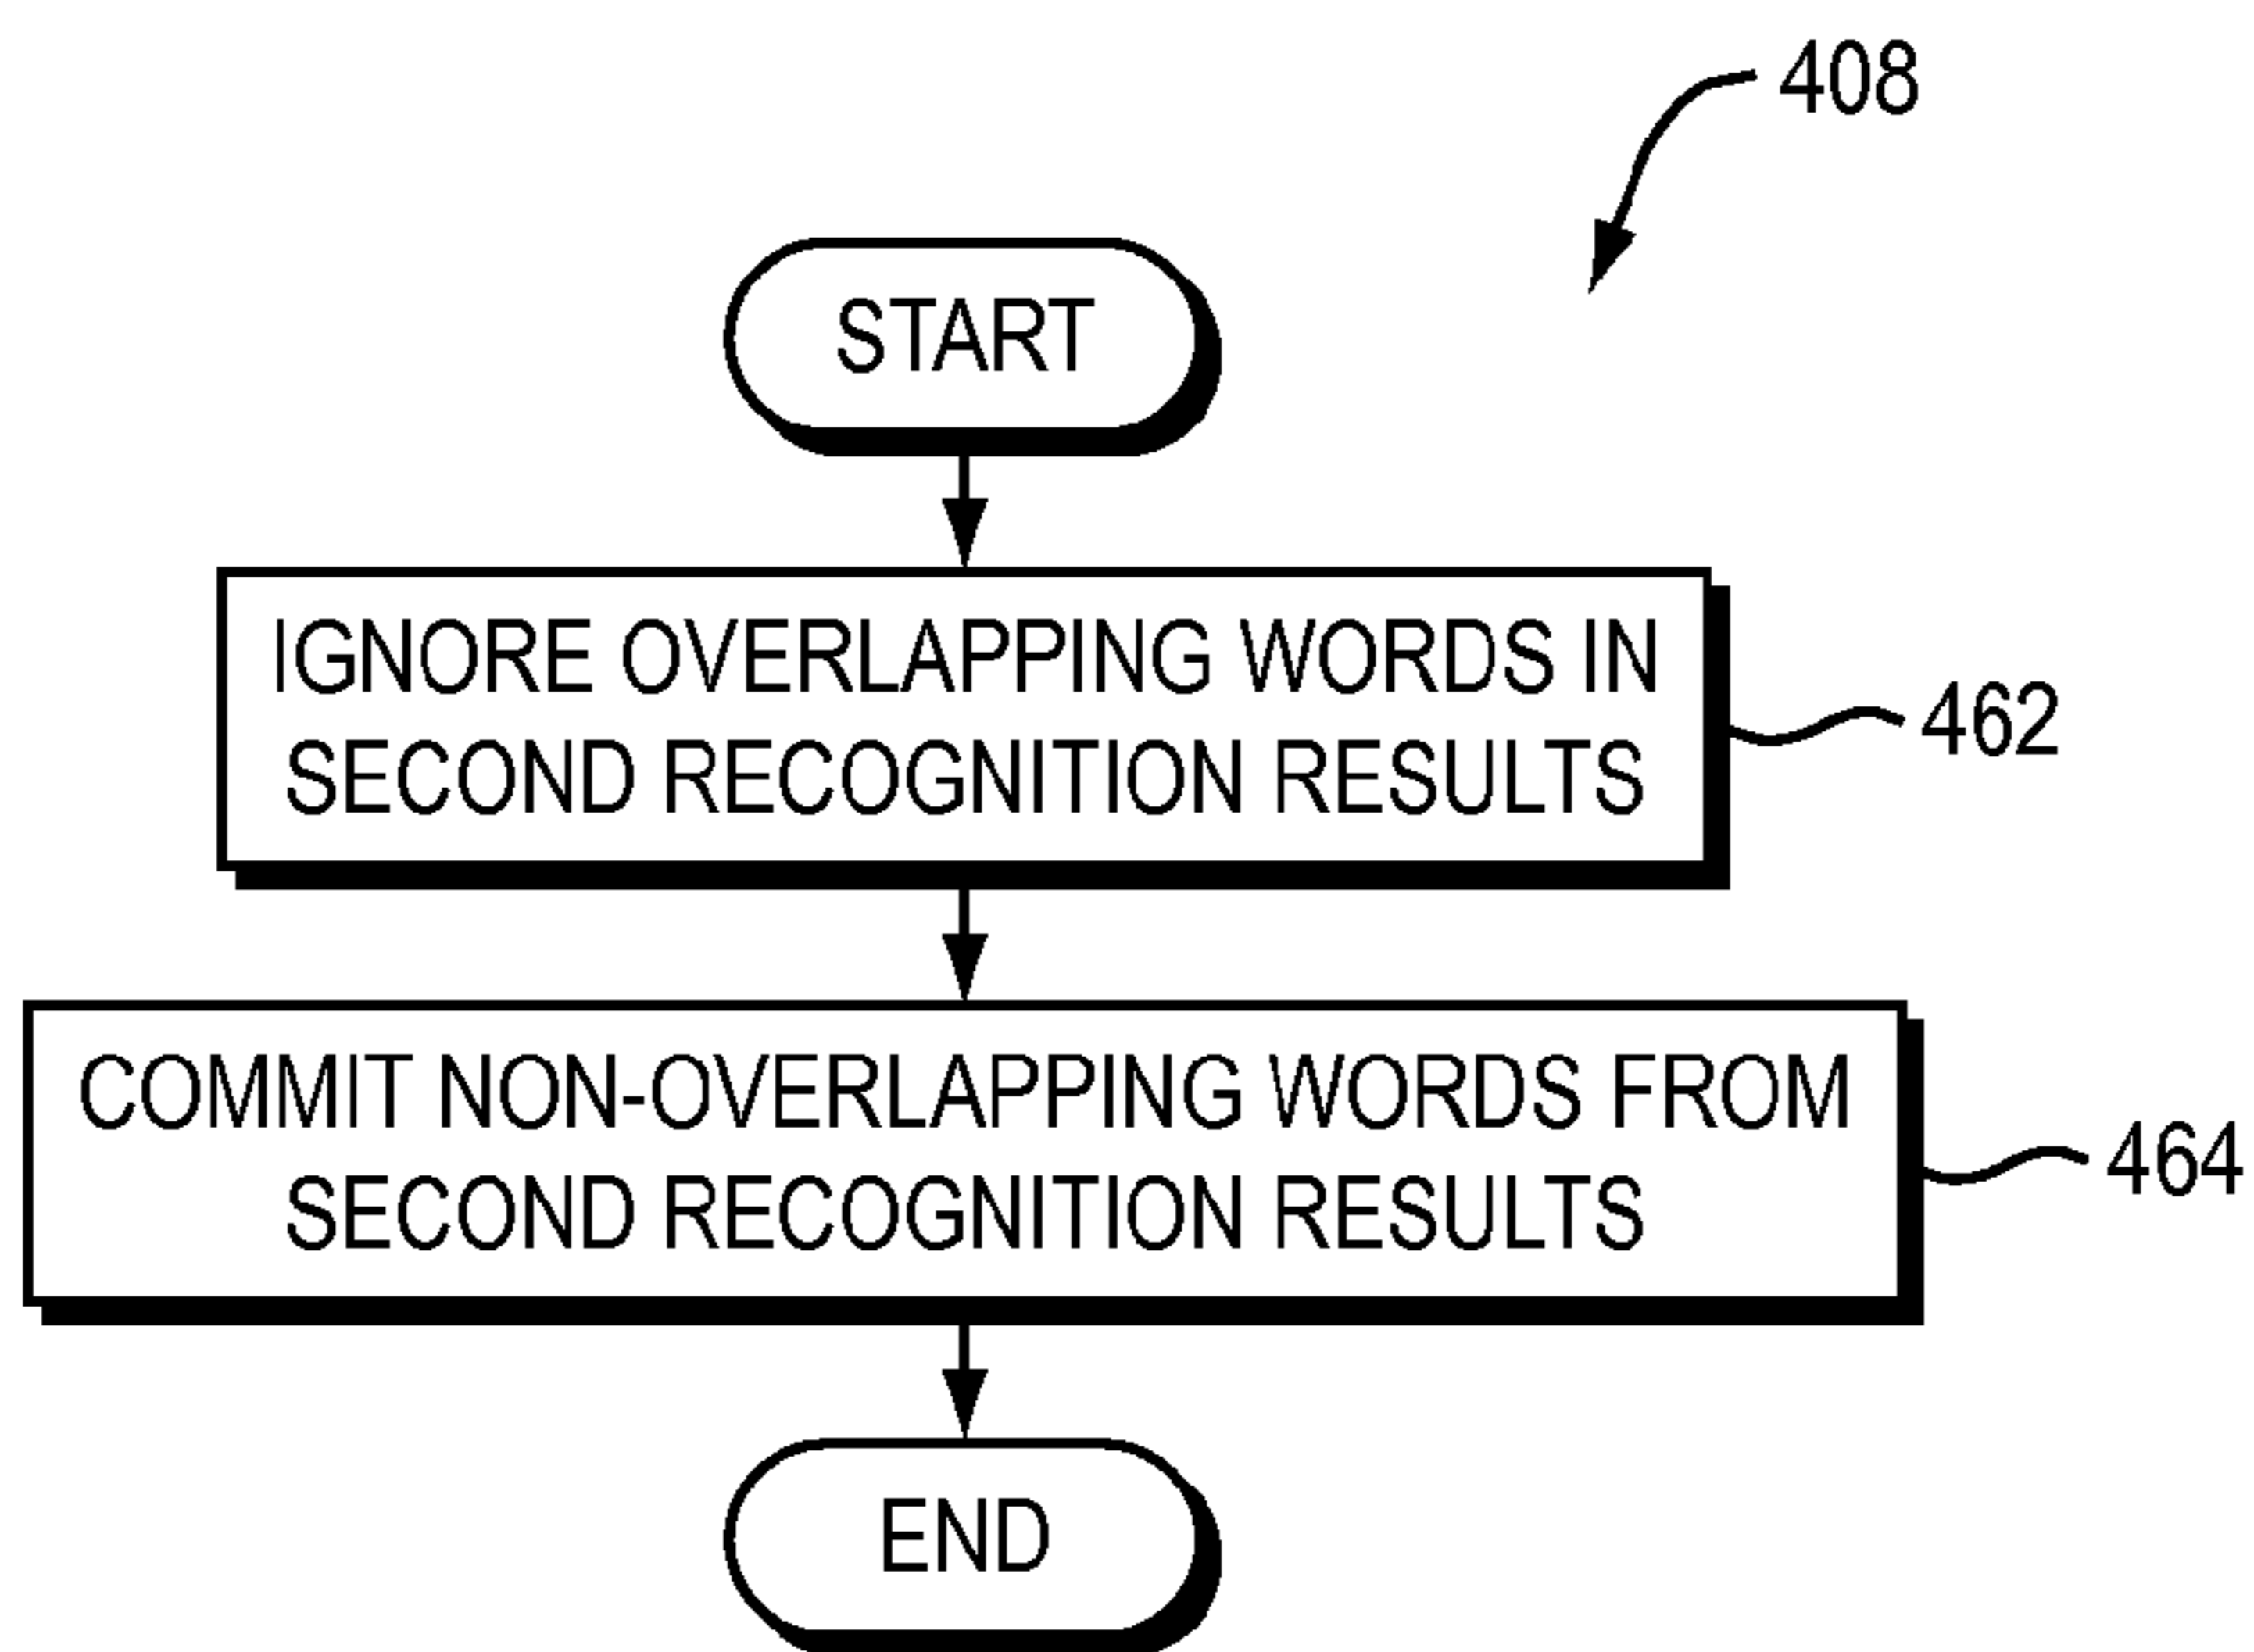 408
START
IGNORE OVERLAPPING WORDS IN
SECOND RECOGNITION RESULTS
462
COMMIT NON-OVERLAPPING WORDS FROM
SECOND RECOGNITION RESULTS
464
END